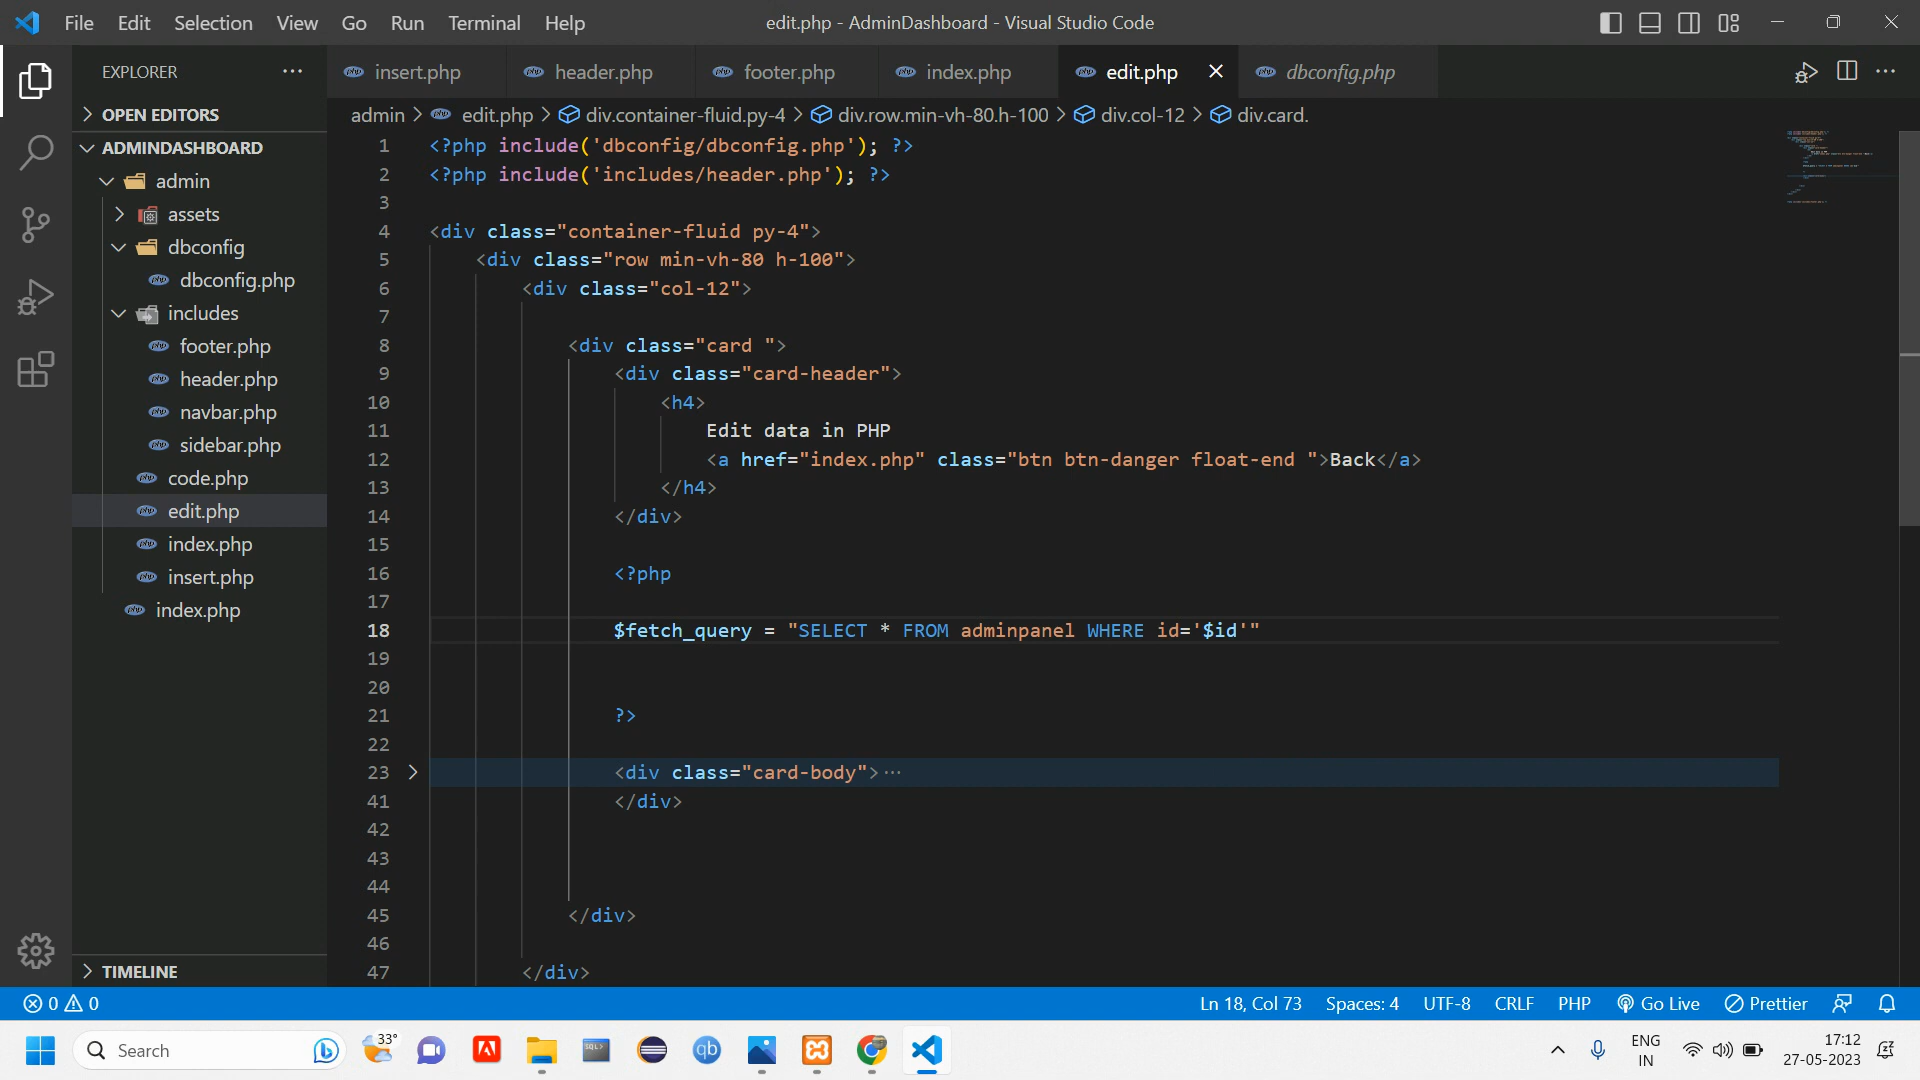 File Edit Selection View Go Run Terminal Help
edit.php - AdminDashboard - Visual Studio Code
EXPLORER
OPEN EDITORS
ADMINDASHBOARD
admin
assets
dbconfig
dbconfig.php
includes
footer.php
header.php
navbar.php
sidebar.php
code.php
edit.php
index.php
insert.php
index.php
TIMELINE
insert.php header.php footer.php index.php edit.php dbconfig.php
admin > edit.php > div.container-fluid.py-4 > div.row.min-vh-80.h-100 > div.col-12 > div.card.
1 <?php include('dbconfig/dbconfig.php'); ?>
2 <?php include('includes/header.php'); ?>
3
4 <div class="container-fluid py-4">
5 <div class="row min-vh-80 h-100">
6 <div class="col-12">
7
8 <div class="card ">
9 <div class="card-header">
10 <h4>
11 Edit data in PHP
12 <a href="index.php" class="btn btn-danger float-end ">Back</a>
13 </h4>
14 </div>
15
16 <?php
17
18 $fetch_query = "SELECT * FROM adminpanel WHERE id='$id'"
19
20
21 ?>
22
23 <div class="card-body">···
41 </div>
42
43
44
45 </div>
46
47 </div>
0 0
Ln 18, Col 73 Spaces: 4 UTF-8 CRLF PHP Go Live Prettier
Search
33°
SQL>
qb
ENG
IN
17:12
27-05-2023